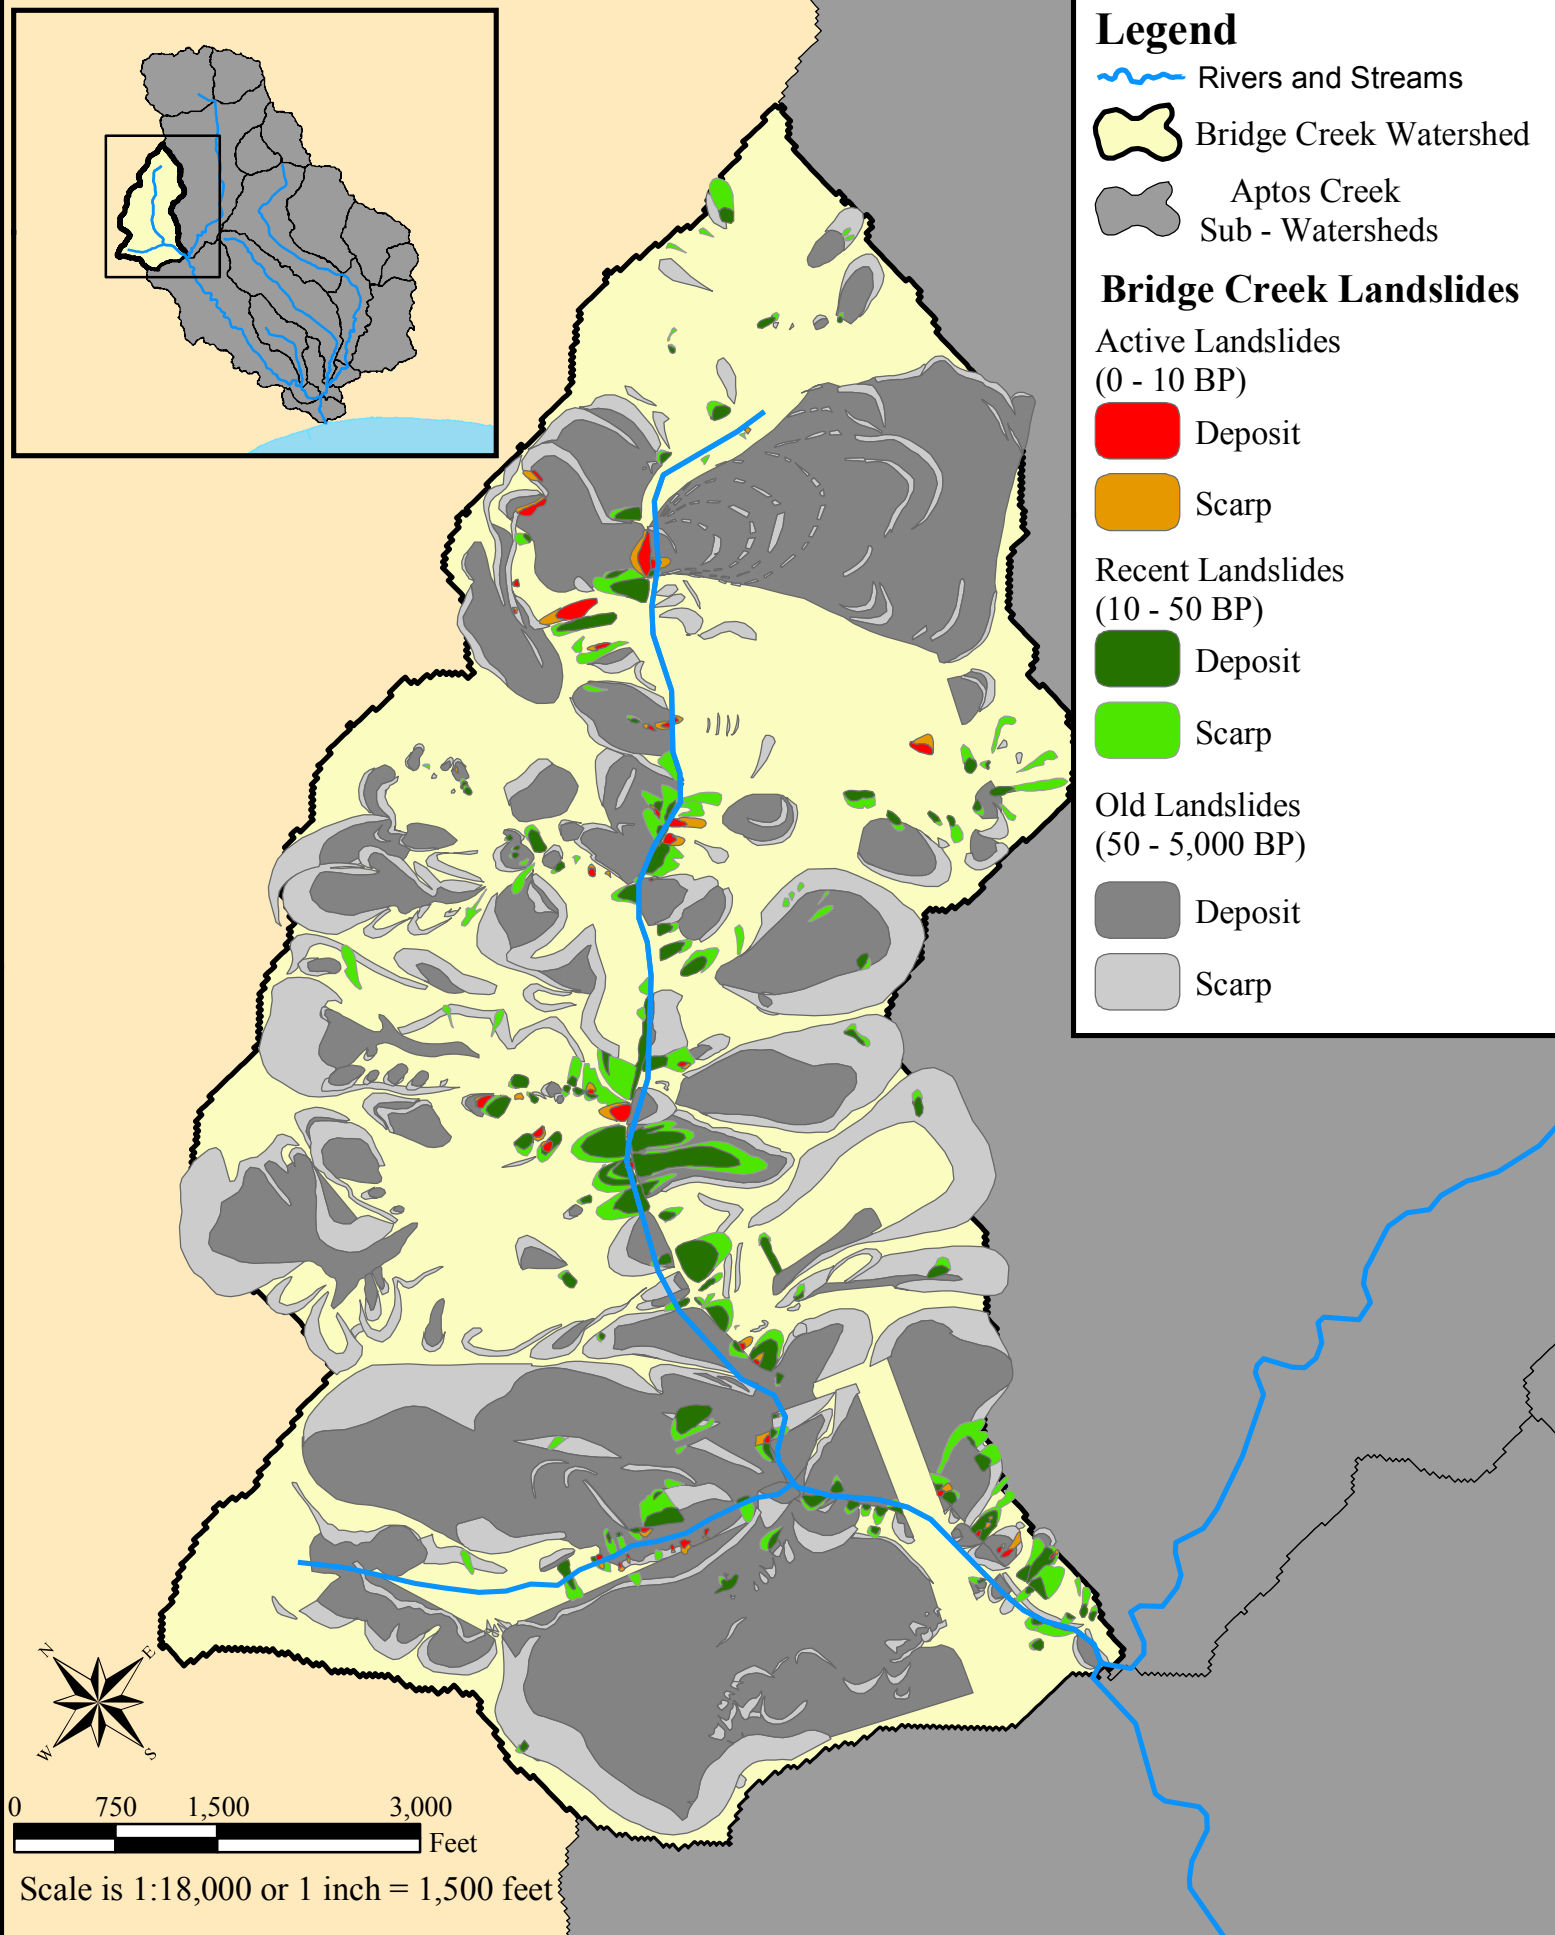 Legend
Rivers and Streams
Bridge Creek Watershed
Aptos Creek
Sub - Watersheds
Bridge Creek Landslides
Active Landslides
(0 - 10 BP)
Deposit
Scarp
Recent Landslides
(10 - 50 BP)
Deposit
Scarp
Old Landslides
(50 - 5,000 BP)
Deposit
Scarp
N E
W S
0 750 1,500 3,000
Feet
Scale is 1:18,000 or 1 inch = 1,500 feet